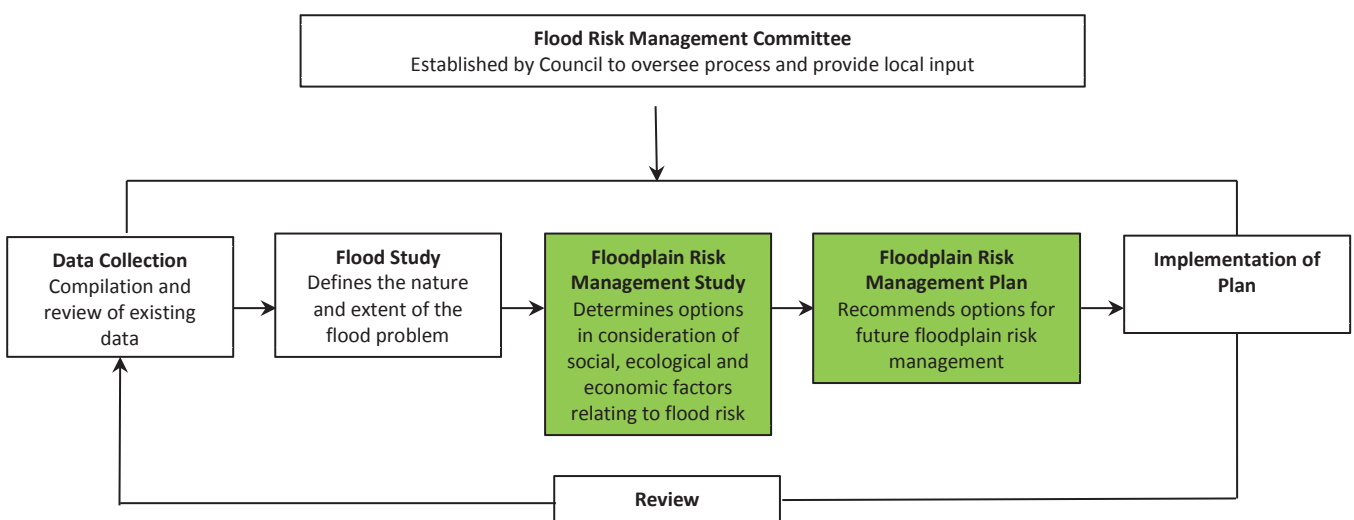 Flood Risk Management Committee
Established by Council to oversee process and provide local input
Data Collection
Compilation and
review of existing
data
Flood Study
Defines the nature
and extent of the
flood problem
Floodplain Risk
Management Study
Determines options
in consideration of
social, ecological and
economic factors
relating to flood risk
Floodplain Risk
Management Plan
Recommends options for
future floodplain risk
management
Implementation of
Plan
Review